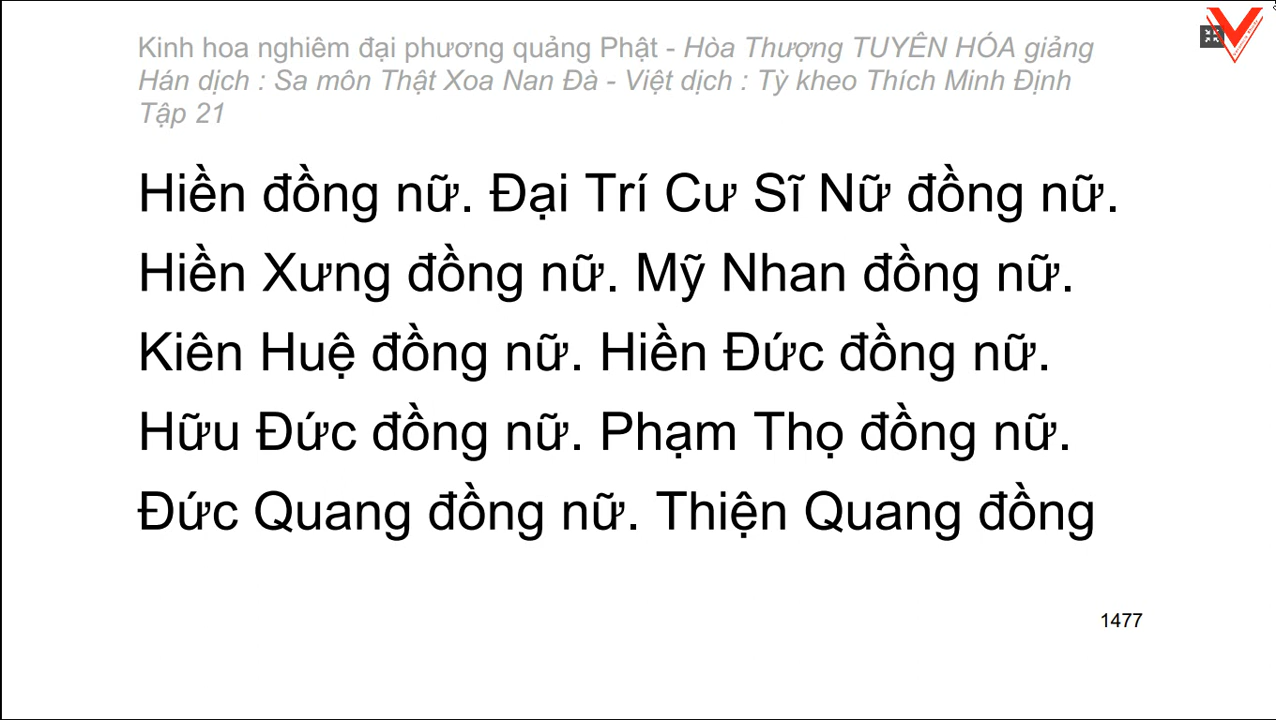 Kinh hoa nghiêm đại phương quảng Phật - Hòa Thượng TUYÊN HÓA giảng
Hán dịch : Sa môn Thật Xoa Nan Đà - Việt dịch : Tỳ kheo Thích Minh Định
Tập 21
Hiền đồng nữ. Đại Trí Cư Sĩ Nữ đồng nữ.
Hiền Xưng đồng nữ. Mỹ Nhan đồng nữ.
Kiên Huệ đồng nữ. Hiền Đức đồng nữ.
Hữu Đức đồng nữ. Phạm Thọ đồng nữ.
Đức Quang đồng nữ. Thiện Quang đồng
1477